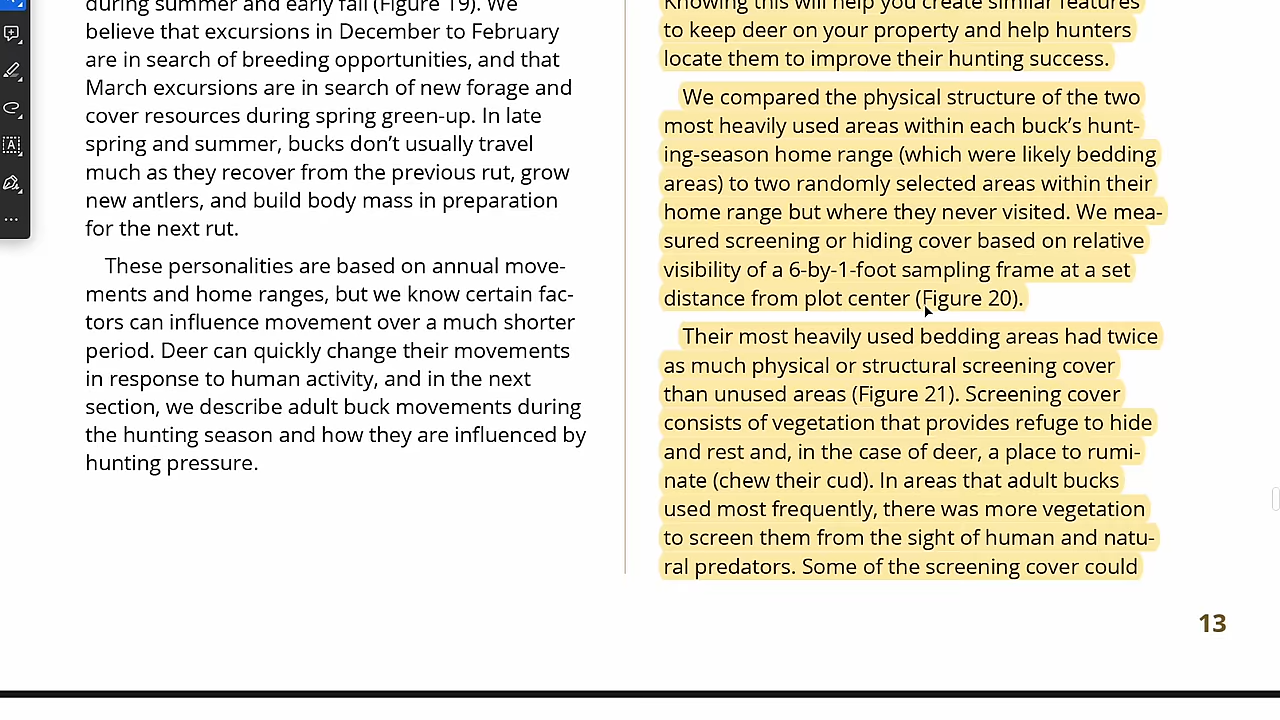 during summer and early fall (Figure 19). We
believe that excursions in December to February
are in search of breeding opportunities, and that
March excursions are in search of new forage and
cover resources during spring green-up. In late
spring and summer, bucks don’t usually travel
much as they recover from the previous rut, grow
new antlers, and build body mass in preparation
for the next rut.
These personalities are based on annual move-
ments and home ranges, but we know certain fac-
tors can influence movement over a much shorter
period. Deer can quickly change their movements
in response to human activity, and in the next
section, we describe adult buck movements during
the hunting season and how they are influenced by
hunting pressure.
Knowing this will help you create similar features
to keep deer on your property and help hunters
locate them to improve their hunting success.
We compared the physical structure of the two
most heavily used areas within each buck’s hunt-
ing-season home range (which were likely bedding
areas) to two randomly selected areas within their
home range but where they never visited. We mea-
sured screening or hiding cover based on relative
visibility of a 6-by-1-foot sampling frame at a set
distance from plot center (Figure 20).
Their most heavily used bedding areas had twice
as much physical or structural screening cover
than unused areas (Figure 21). Screening cover
consists of vegetation that provides refuge to hide
and rest and, in the case of deer, a place to rumi-
nate (chew their cud). In areas that adult bucks
used most frequently, there was more vegetation
to screen them from the sight of human and natu-
ral predators. Some of the screening cover could
13